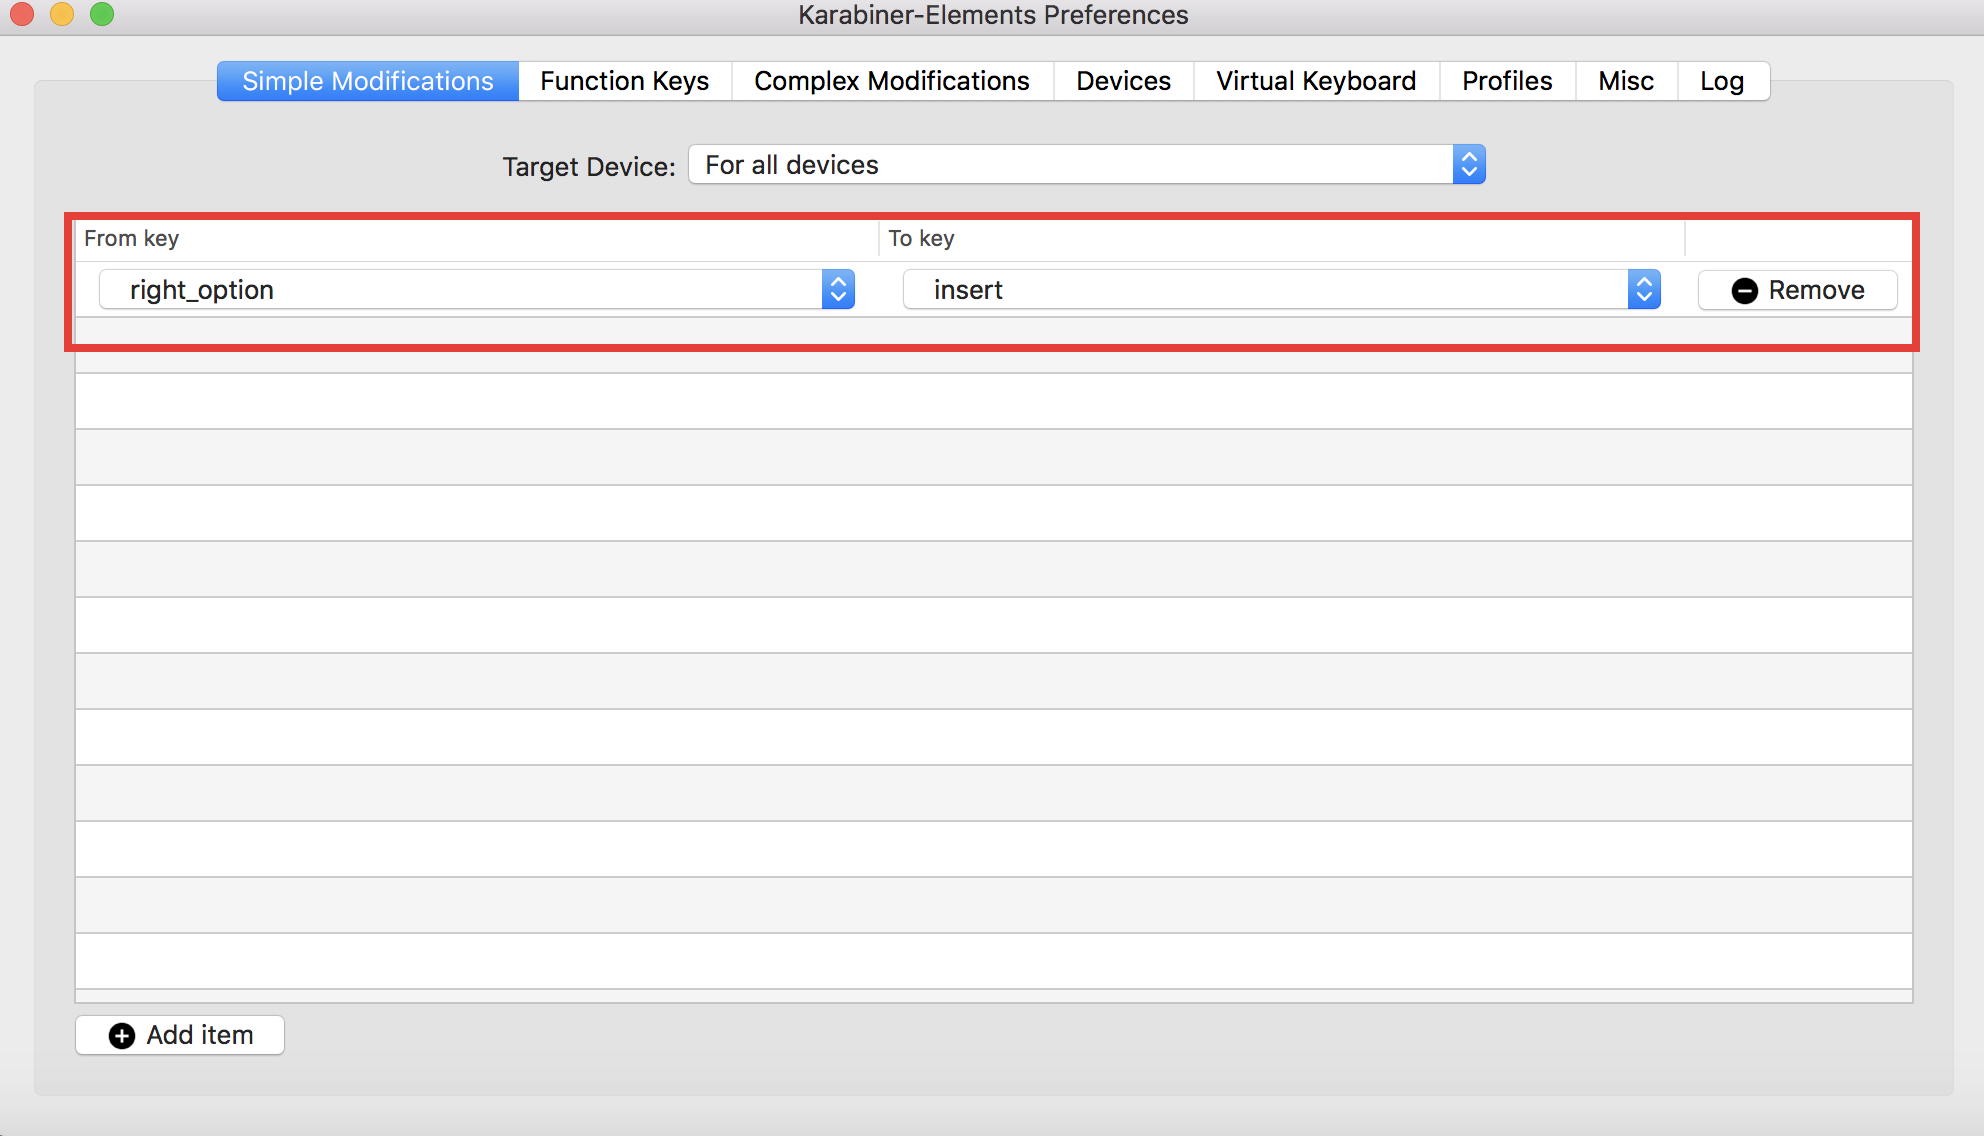 Karabiner-Elements Preferences
Simple Modifications Function Keys Complex Modifications Devices Virtual Keyboard Profiles Misc Log
Target Device: For all devices
From key To key
right_option insert Remove
Add item